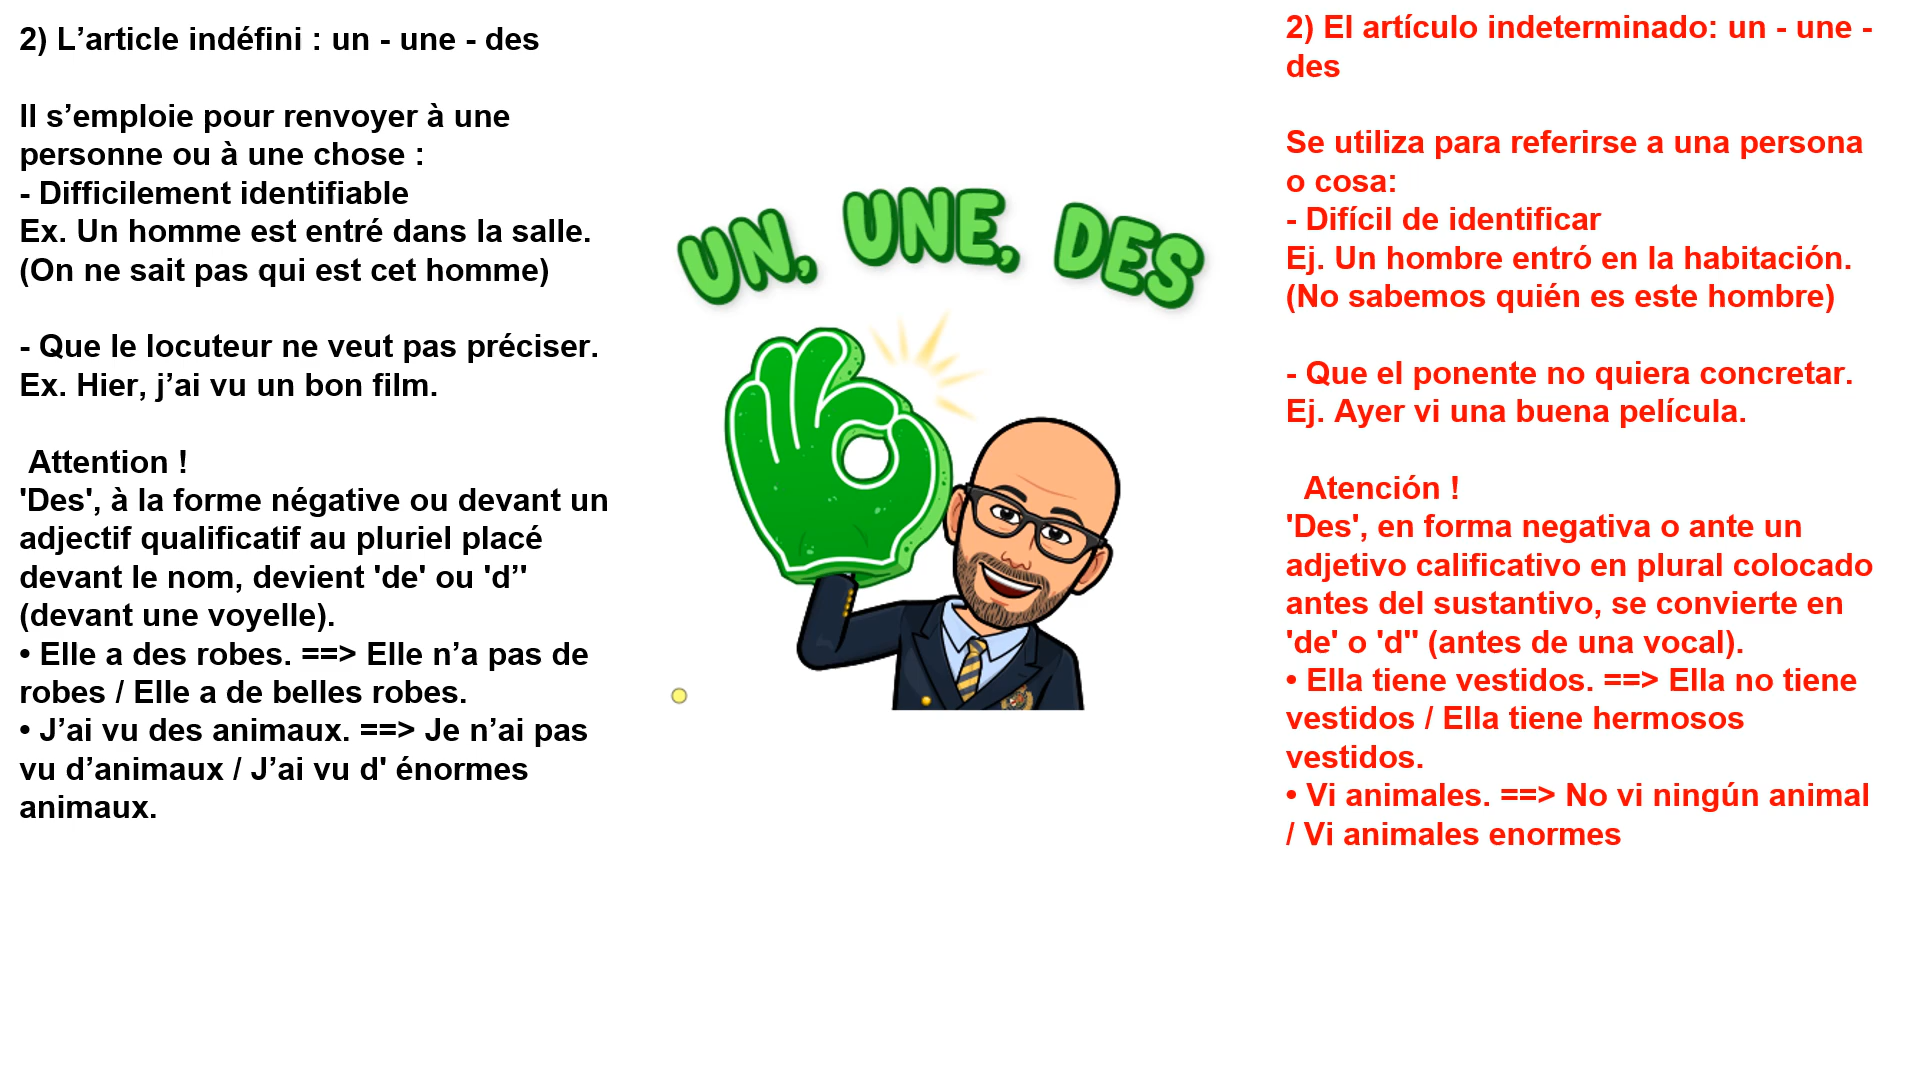 2) L’article indéfini : un - une - des
Il s’emploie pour renvoyer à une
personne ou à une chose :
- Difficilement identifiable
Ex. Un homme est entré dans la salle.
(On ne sait pas qui est cet homme)
- Que le locuteur ne veut pas préciser.
Ex. Hier, j’ai vu un bon film.
Attention !
'Des', à la forme négative ou devant un
adjectif qualificatif au pluriel placé
devant le nom, devient 'de' ou 'd’'
(devant une voyelle).
• Elle a des robes. ==> Elle n’a pas de
robes / Elle a de belles robes.
• J’ai vu des animaux. ==> Je n’ai pas
vu d’animaux / J’ai vu d' énormes
animaux.
UN, UNE, DES
2) El artículo indeterminado: un - une -
des
Se utiliza para referirse a una persona
o cosa:
- Difícil de identificar
Ej. Un hombre entró en la habitación.
(No sabemos quién es este hombre)
- Que el ponente no quiera concretar.
Ej. Ayer vi una buena película.
Atención !
'Des', en forma negativa o ante un
adjetivo calificativo en plural colocado
antes del sustantivo, se convierte en
'de' o 'd'' (antes de una vocal).
• Ella tiene vestidos. ==> Ella no tiene
vestidos / Ella tiene hermosos
vestidos.
• Vi animales. ==> No vi ningún animal
/ Vi animales enormes